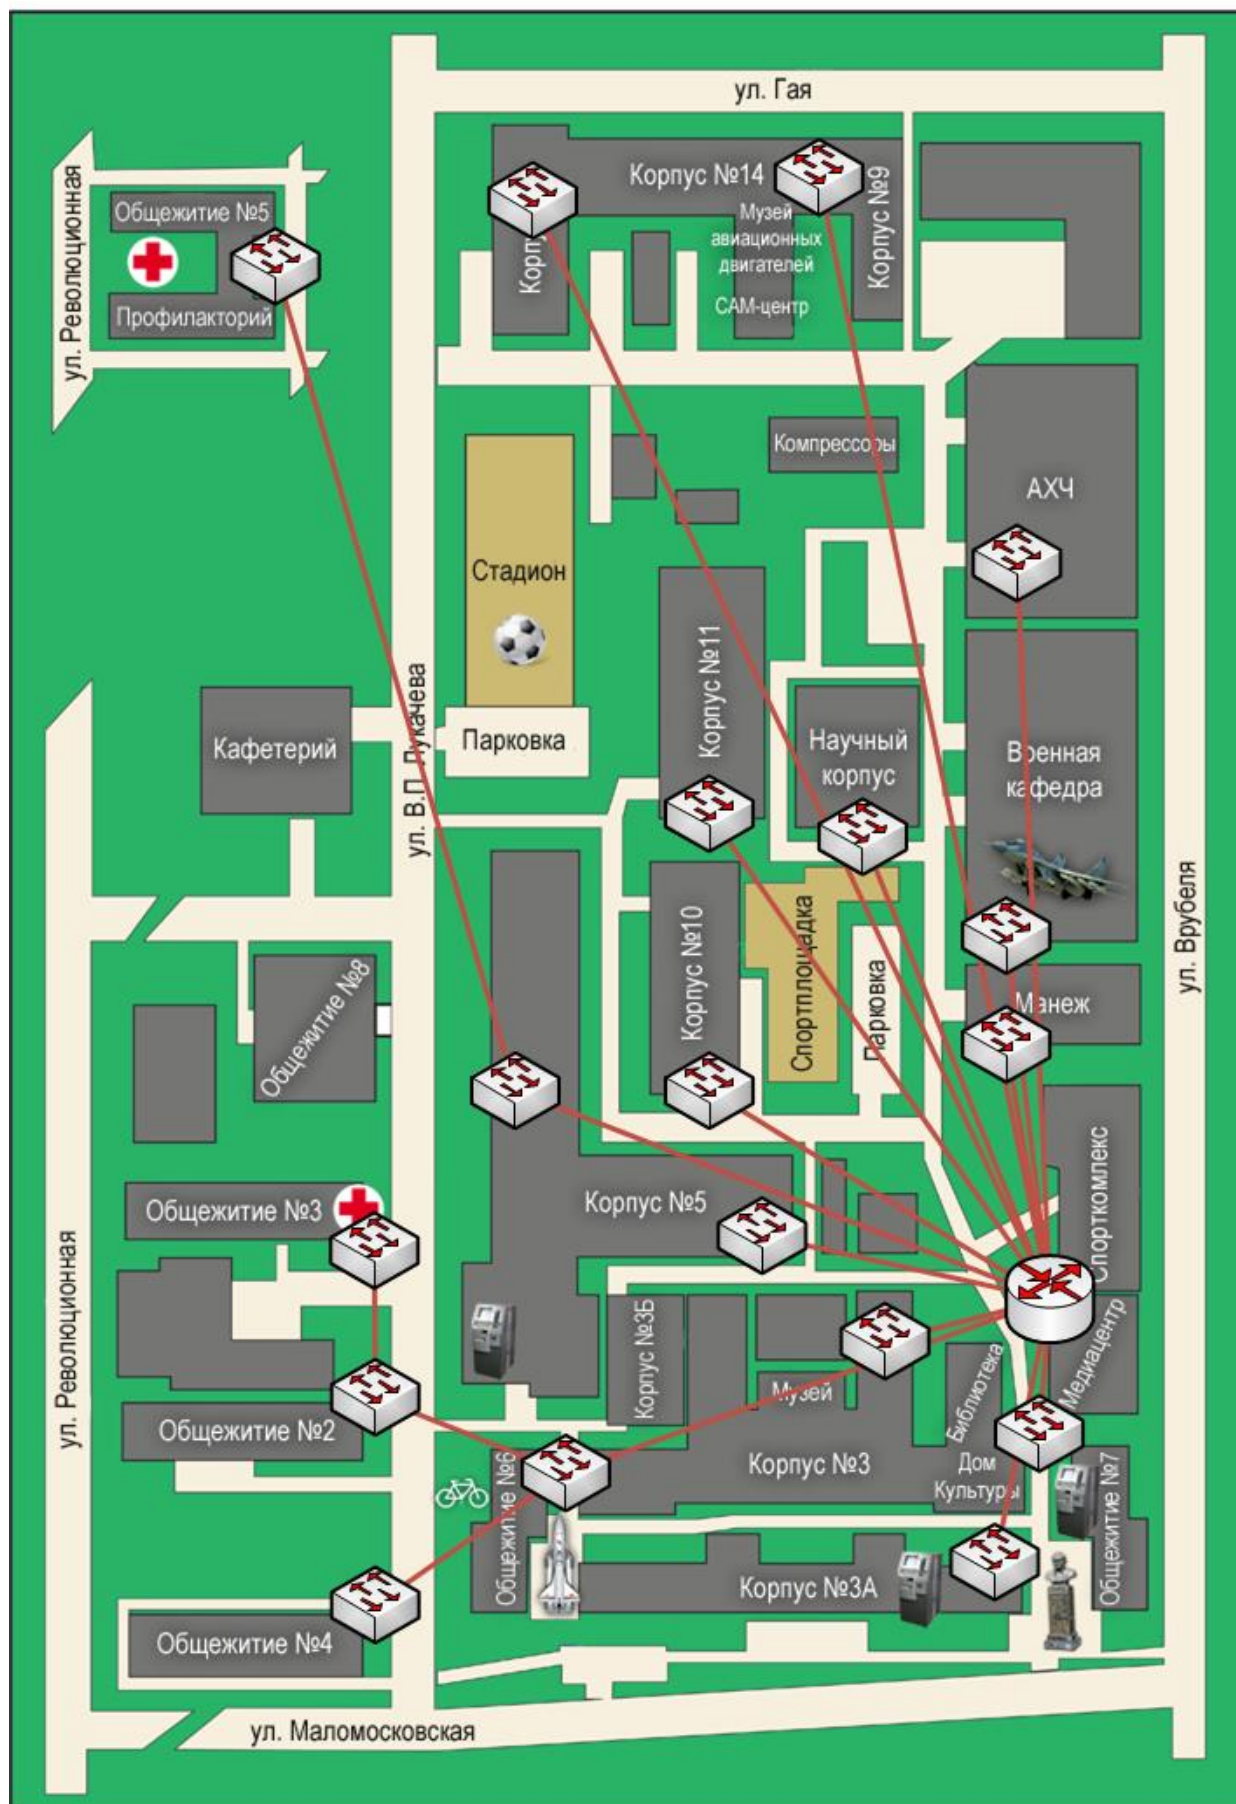 ул. Гая
ул. Революционная
Общежитие №5
Профилакторий
Корпус №14
Музей
авиационных
двигателей
САМ-центр
Корпус №9
Компрессоры
АХЧ
Стадион
Корпус №11
ул. В.П. Лукачева
Парковка
Кафетерий
Научный
корпус
Военная
кафедра
ул. Врубеля
Корпус №10
Спортплощадка
Парковка
Манеж
Общежитие №8
Спорткомлекс
Общежитие №3
Корпус №5
ул. Революционная
Корпус №3Б
Музей
Библиотека
Медиацентр
Общежитие №2
Общежитие №6
Корпус №3
Дом
Культуры
Общежитие №7
Корпус №3А
Общежитие №4
ул. Маломосковская